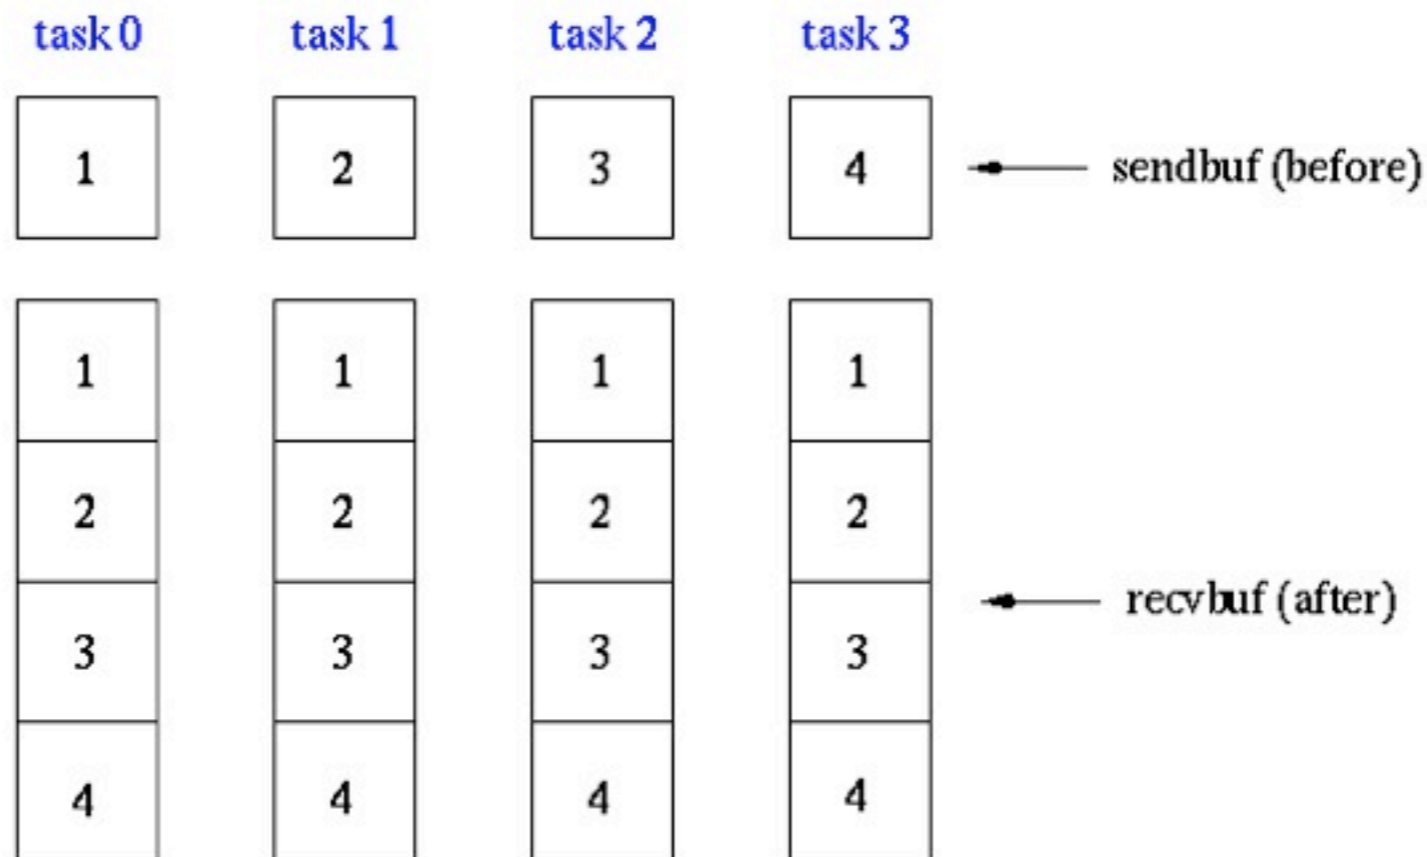 task 0 task 1 task 2 task 3
1 2 3 4 sendbuf (before)
1 1 1 1
2 2 2 2
recvbuf (after)
3 3 3 3
4 4 4 4